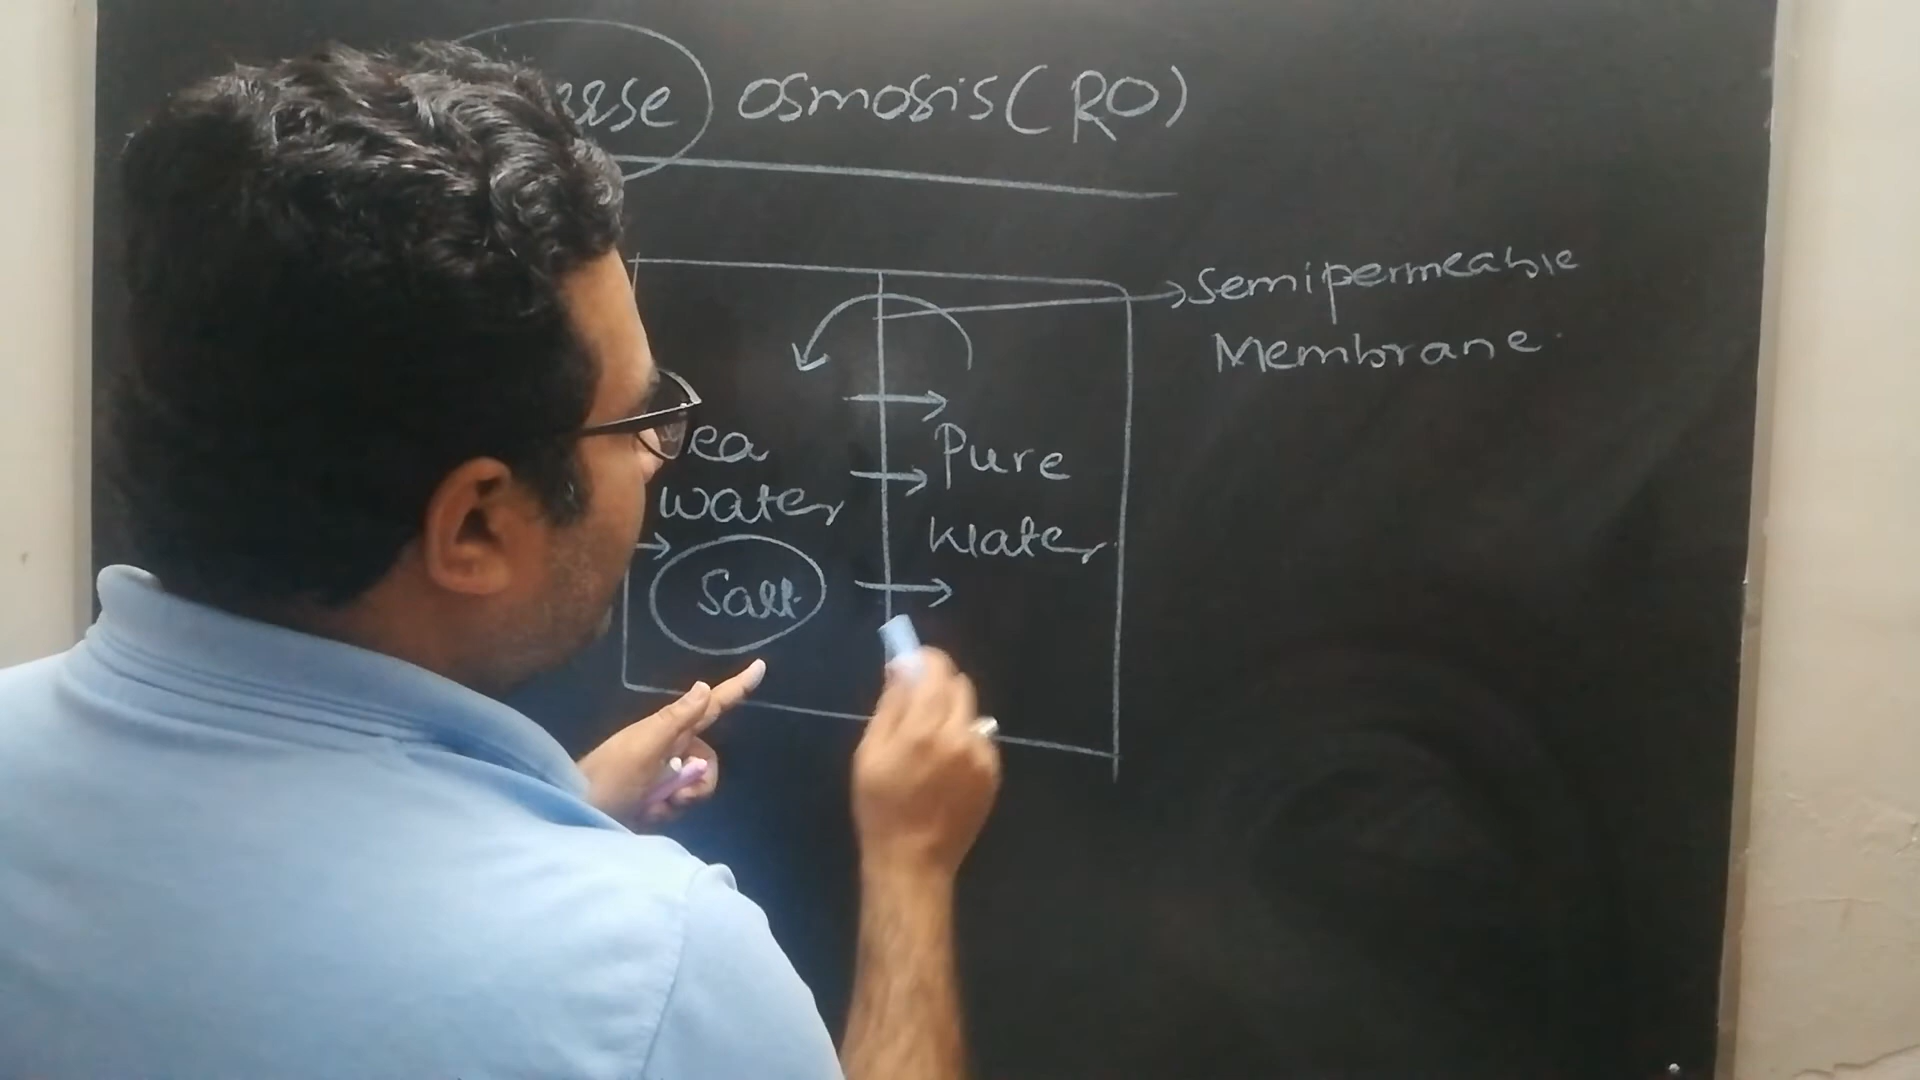 osmosis (RO)
Semipermeable
Membrane.
water
Pure
Water
Salt